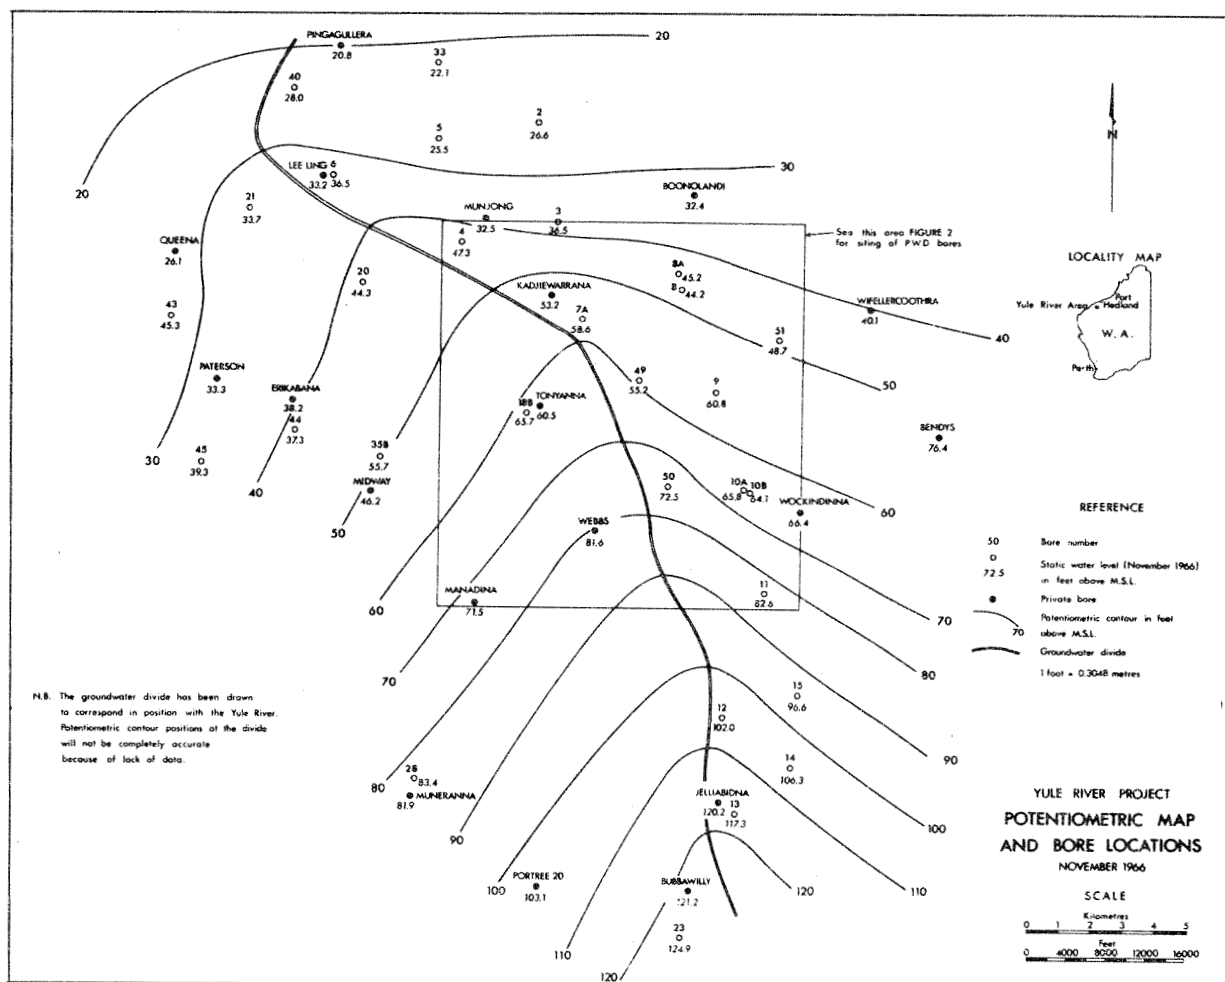 PINGAGULLERA
20.8
20
33
22.1
40
28.0
2
26.6
5
25.5
N
LEE LING
33.2
6
36.5
30
20
BOONOLANDI
32.4
21
33.7
MUNJONG
32.5
3
36.5
4
47.3
See this area FIGURE 2
for siting of P.W.D bores
QUEENA
26.1
LOCALITY MAP
20
44.3
8A
45.2
8
44.2
KADJIEWARRANA
53.2
Port
Hedland
Yule River Area
W. A.
Perth
43
45.3
7A
58.6
WIFELLERCOOTHRA
40.1
51
48.7
40
PATERSON
33.3
49
55.2
9
60.8
50
ERIKABANA
38.2
44
37.3
18B
65.7
TONYANNA
60.5
BENDYS
76.4
45
39.3
30
35B
55.7
40
MIDWAY
46.2
50
50
72.5
10A
65.8
10B
64.1
WOCKINDINNA
66.4
60
WEBBS
81.6
REFERENCE
50
Bore number
72.5
Static water level (November 1966)
in feet above M.S.L.
Private bore
70
Potentiometric contour in feet
above M.S.L.
Groundwater divide
1 foot = 0.3048 metres
MANADINA
71.5
11
82.6
60
70
70
80
N.B. The groundwater divide has been drawn
to correspond in position with the Yule River.
Potentiometric contour positions at the divide
will not be completely accurate
because of lack of data.
15
96.6
12
102.0
14
106.3
90
28
83.4
80
81.9
MUNERANNA
JELLIABIDNA
120.2
13
117.3
90
100
YULE RIVER PROJECT
POTENTIOMETRIC MAP
AND BORE LOCATIONS
NOVEMBER 1966
PORTREE 20
103.1
100
BUBBAWILLY
121.2
120
110
23
124.9
110
120
SCALE
Kilometres
0 1 2 3 4 5
Feet
0 4000 8000 12000 16000